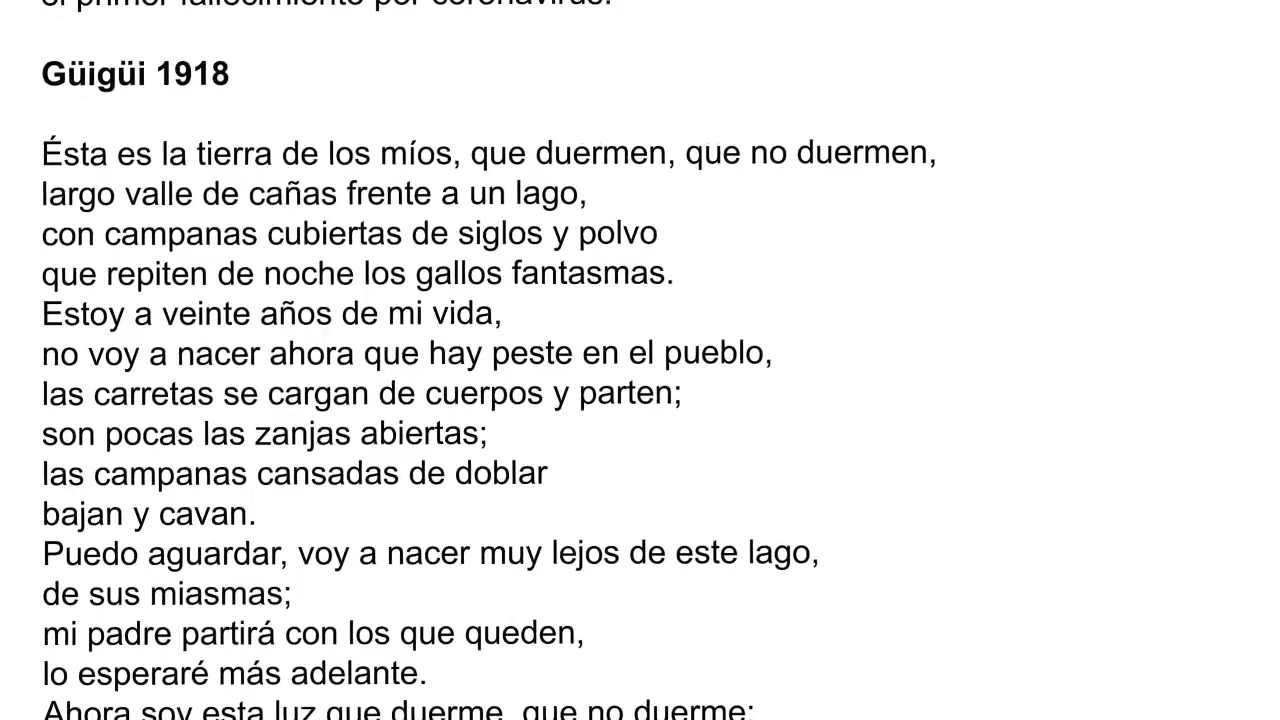 el primer fallecimiento por coronavirus.
Güigüi 1918
Ésta es la tierra de los míos, que duermen, que no duermen,
largo valle de cañas frente a un lago,
con campanas cubiertas de siglos y polvo
que repiten de noche los gallos fantasmas.
Estoy a veinte años de mi vida,
no voy a nacer ahora que hay peste en el pueblo,
las carretas se cargan de cuerpos y parten;
son pocas las zanjas abiertas;
las campanas cansadas de doblar
bajan y cavan.
Puedo aguardar, voy a nacer muy lejos de este lago,
de sus miasmas;
mi padre partirá con los que queden,
lo esperaré más adelante.
Ahora soy esta luz que duerme, que no duerme;